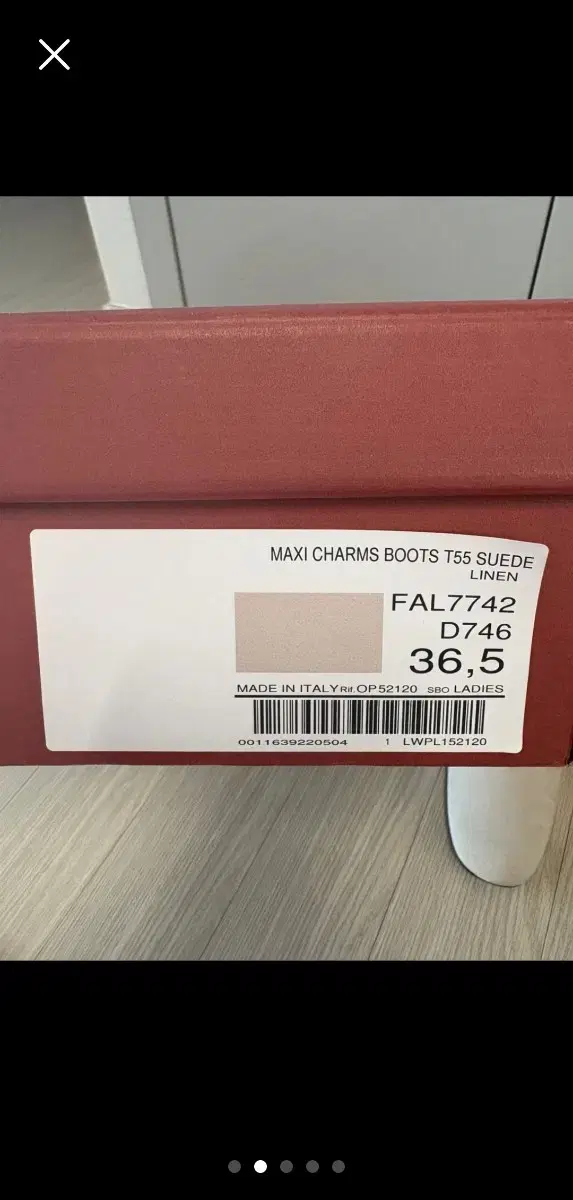 MAXI CHARMS BOOTS T55 SUEDE
LINEN
FAL7742
D746
36,5
MADE IN ITALY Rif. OP52120 SBO LADIES
0011639220504 1 LWPL152120